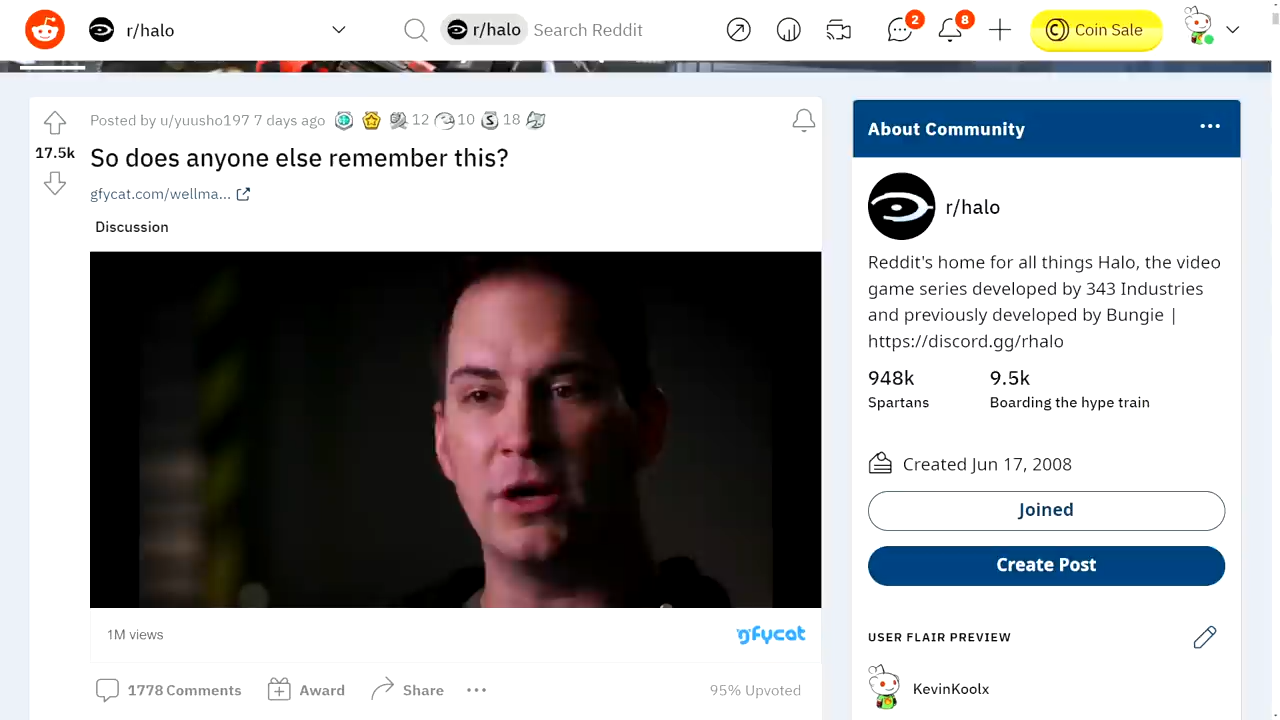 r/halo
r/halo Search Reddit
2
8
Coin Sale
Posted by u/yuusho197 7 days ago 12 10 S 18
17.5k
So does anyone else remember this?
gfycat.com/wellma...
Discussion
1M views
gfycat
1778 Comments Award Share
95% Upvoted
About Community
r/halo
Reddit's home for all things Halo, the video
game series developed by 343 Industries
and previously developed by Bungie |
https://discord.gg/rhalo
948k 9.5k
Spartans Boarding the hype train
Created Jun 17, 2008
Joined
Create Post
USER FLAIR PREVIEW
KevinKoolx